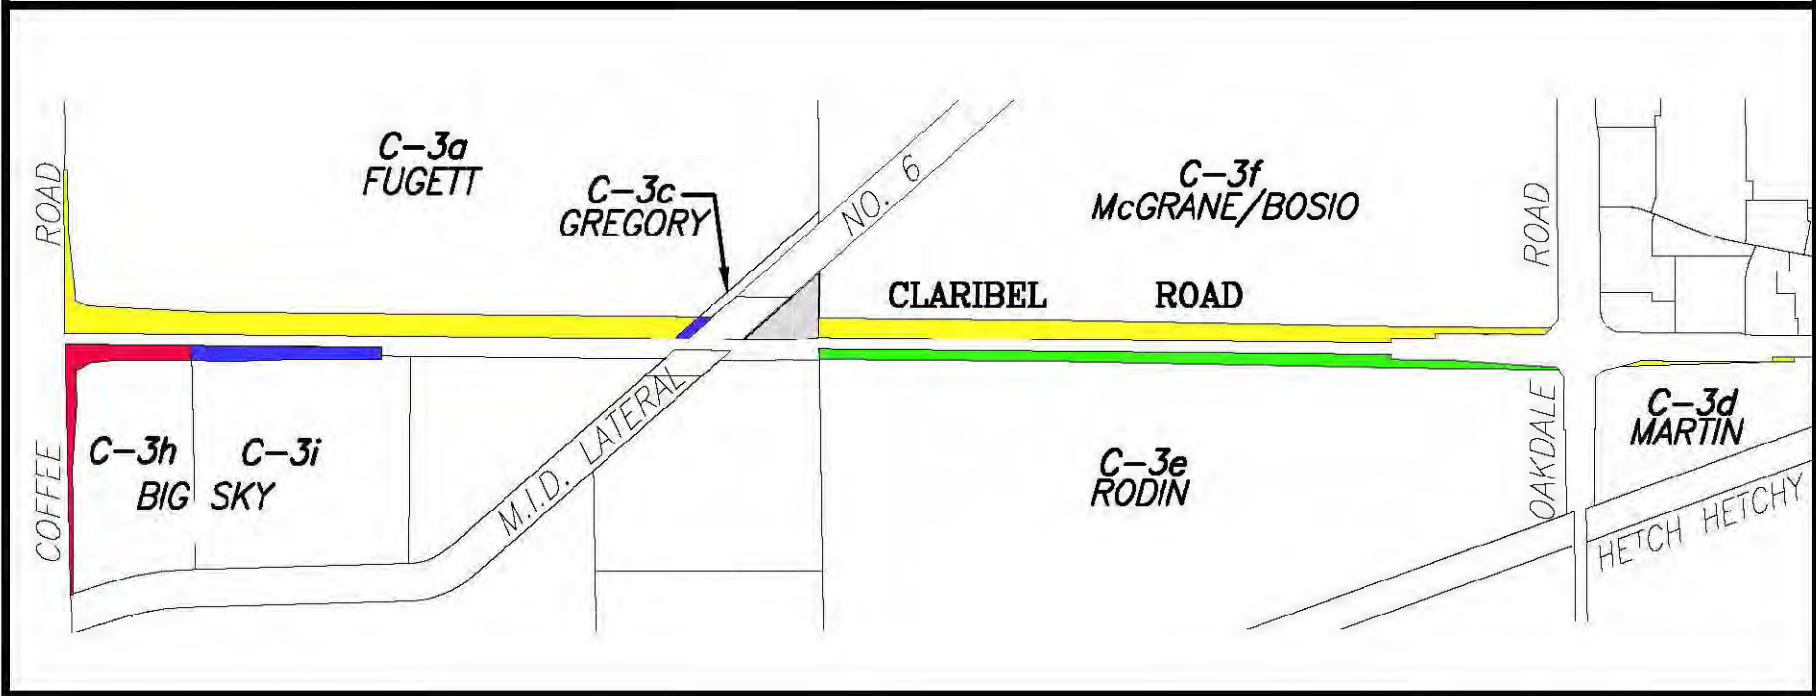 C-3a
FUGETT
C-3c
GREGORY
NO. 6
C-3f
McGRANE/BOSIO
ROAD
ROAD
CLARIBEL ROAD
C-3h
C-3i
BIG SKY
COFFEE
M.I.D. LATERAL
C-3e
RODIN
OAKDALE
C-3d
MARTIN
HETCH HETCHY